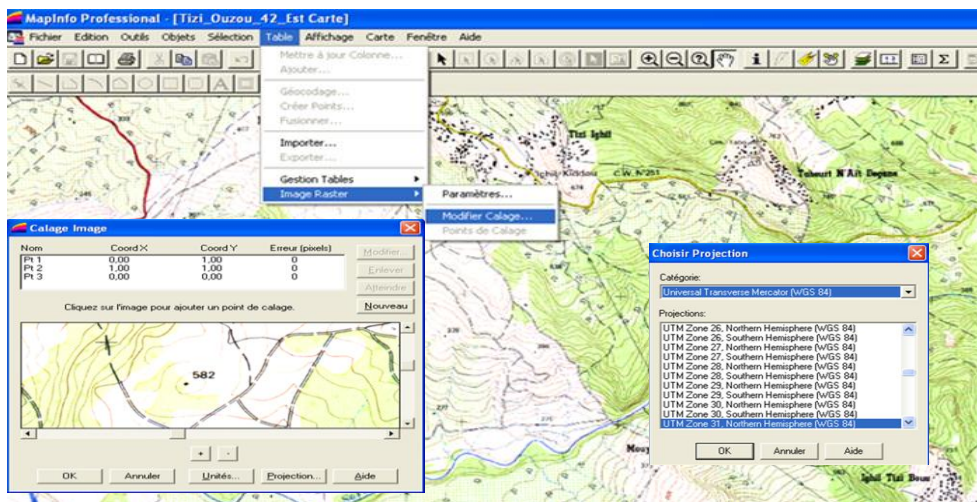 MapInfo Professional - [Tizi_Ouzou_42_Est Carte]
Fichier Edition Outils Objets Sélection Table Affichage Carte Fenêtre Aide
Mettre à jour Colonne...
Ajouter...
Géocodage...
Créer Points...
Fusionner...
Importer...
Exporter...
Gestion Tables
Image Raster
Paramètres...
Modifier Calage...
Points de Calage
Tizi Ighil
Kiddou
C.W. N°251
Taourt N'Ait Degane
Calage Image
Nom Coord X Coord Y Erreur (pixels)
Pt 1 0,00 1,00 0
Pt 2 1,00 1,00 0
Pt 3 0,00 0,00 0
Modifier...
Enlever
Atteindre
Nouveau
Cliquez sur l'image pour ajouter un point de calage.
582
+ -
OK Annuler Unités... Projection... Aide
Choisir Projection
Catégorie:
Universal Transverse Mercator (WGS 84)
Projections:
UTM Zone 26, Northern Hemisphere (WGS 84)
UTM Zone 26, Southern Hemisphere (WGS 84)
UTM Zone 27, Northern Hemisphere (WGS 84)
UTM Zone 27, Southern Hemisphere (WGS 84)
UTM Zone 28, Northern Hemisphere (WGS 84)
UTM Zone 28, Southern Hemisphere (WGS 84)
UTM Zone 29, Northern Hemisphere (WGS 84)
UTM Zone 29, Southern Hemisphere (WGS 84)
UTM Zone 30, Northern Hemisphere (WGS 84)
UTM Zone 30, Southern Hemisphere (WGS 84)
UTM Zone 31, Northern Hemisphere (WGS 84)
OK Annuler Aide
Ighil Tizi Boua